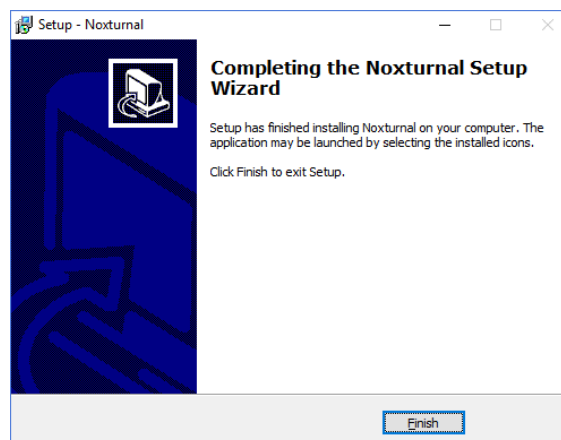 Setup - Noxturnal
Completing the Noxturnal Setup
Wizard
Setup has finished installing Noxturnal on your computer. The
application may be launched by selecting the installed icons.
Click Finish to exit Setup.
Finish